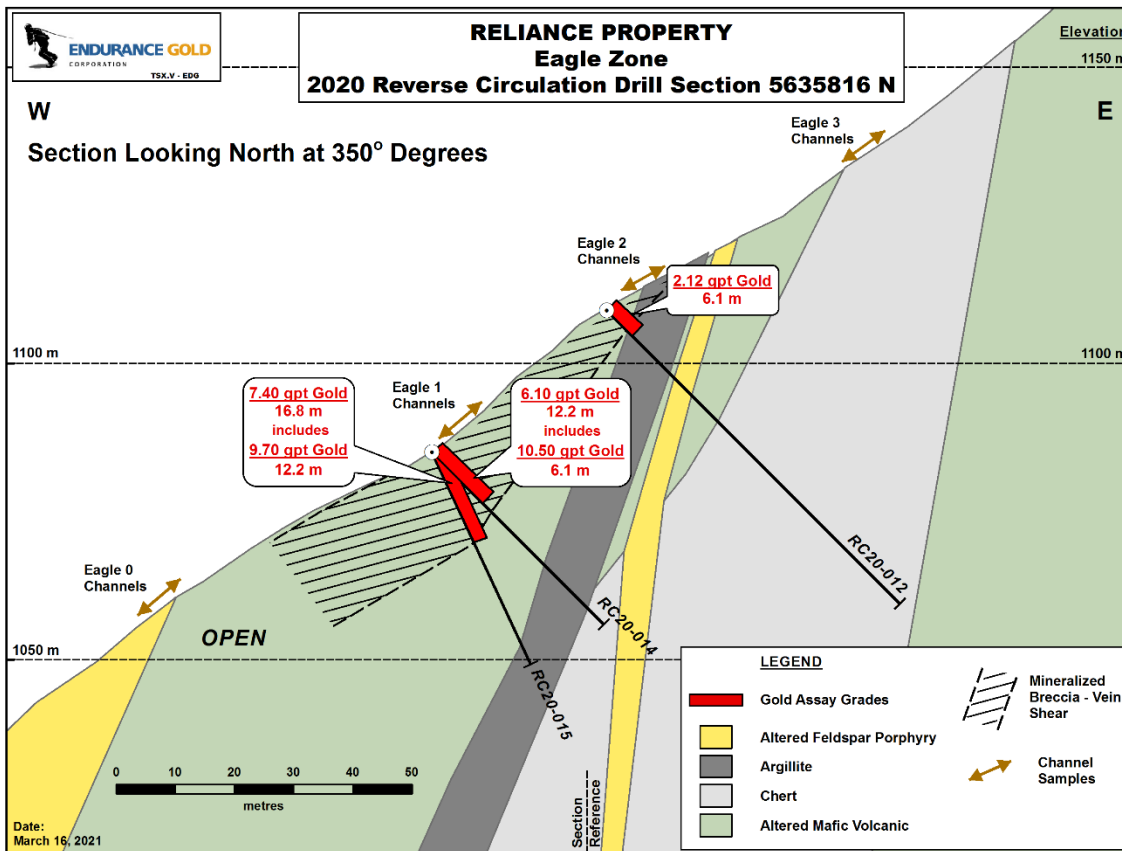 ENDURANCE GOLD
CORPORATION
TSX.V - EDG
RELIANCE PROPERTY
Eagle Zone
2020 Reverse Circulation Drill Section 5635816 N
Elevation
1150 m
W
E
Section Looking North at 350° Degrees
Eagle 3
Channels
Eagle 2
Channels
2.12 gpt Gold
6.1 m
1100 m
1100 m
Eagle 1
Channels
7.40 gpt Gold
16.8 m
includes
9.70 gpt Gold
12.2 m
6.10 gpt Gold
12.2 m
includes
10.50 gpt Gold
6.1 m
Eagle 0
Channels
RC20-012
RC20-014
RC20-015
OPEN
1050 m
0 10 20 30 40 50
metres
Section
Reference
Date:
March 16, 2021
LEGEND
Gold Assay Grades
Altered Feldspar Porphyry
Argillite
Chert
Altered Mafic Volcanic
Mineralized
Breccia - Vein
Shear
Channel
Samples